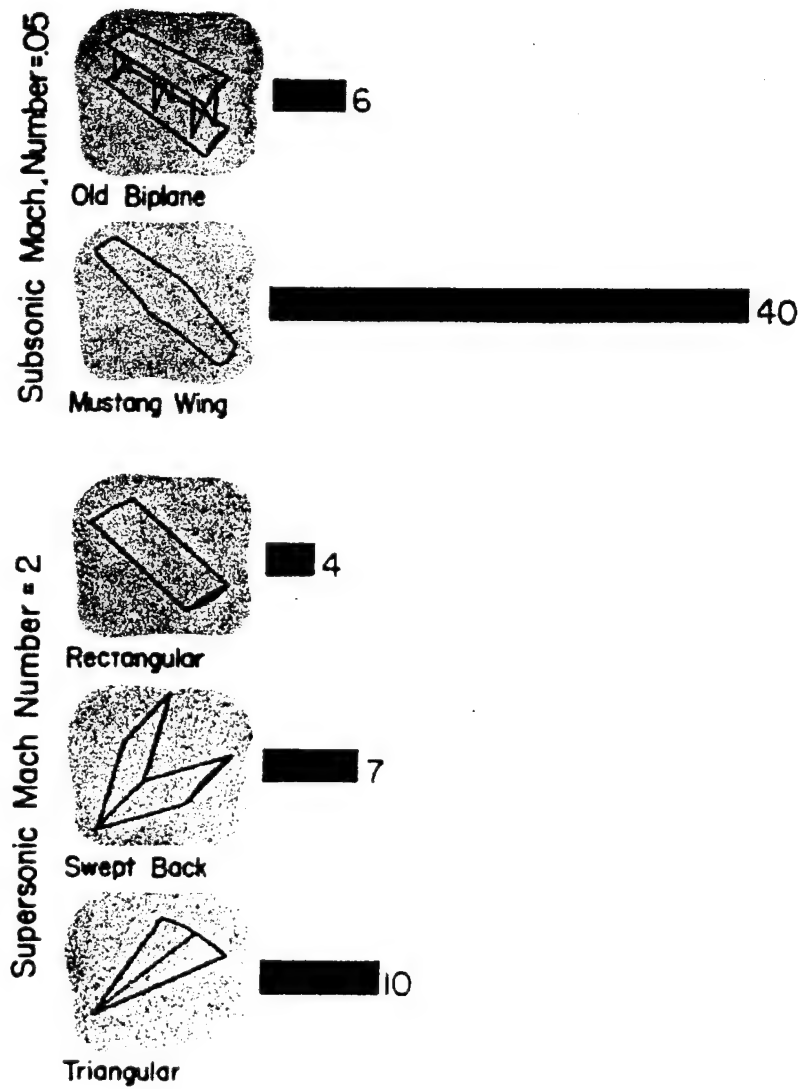 Subsonic Mach Number = .05
6
Old Biplane
40
Mustang Wing
Supersonic Mach Number = 2
4
Rectangular
7
Swept Back
10
Triangular